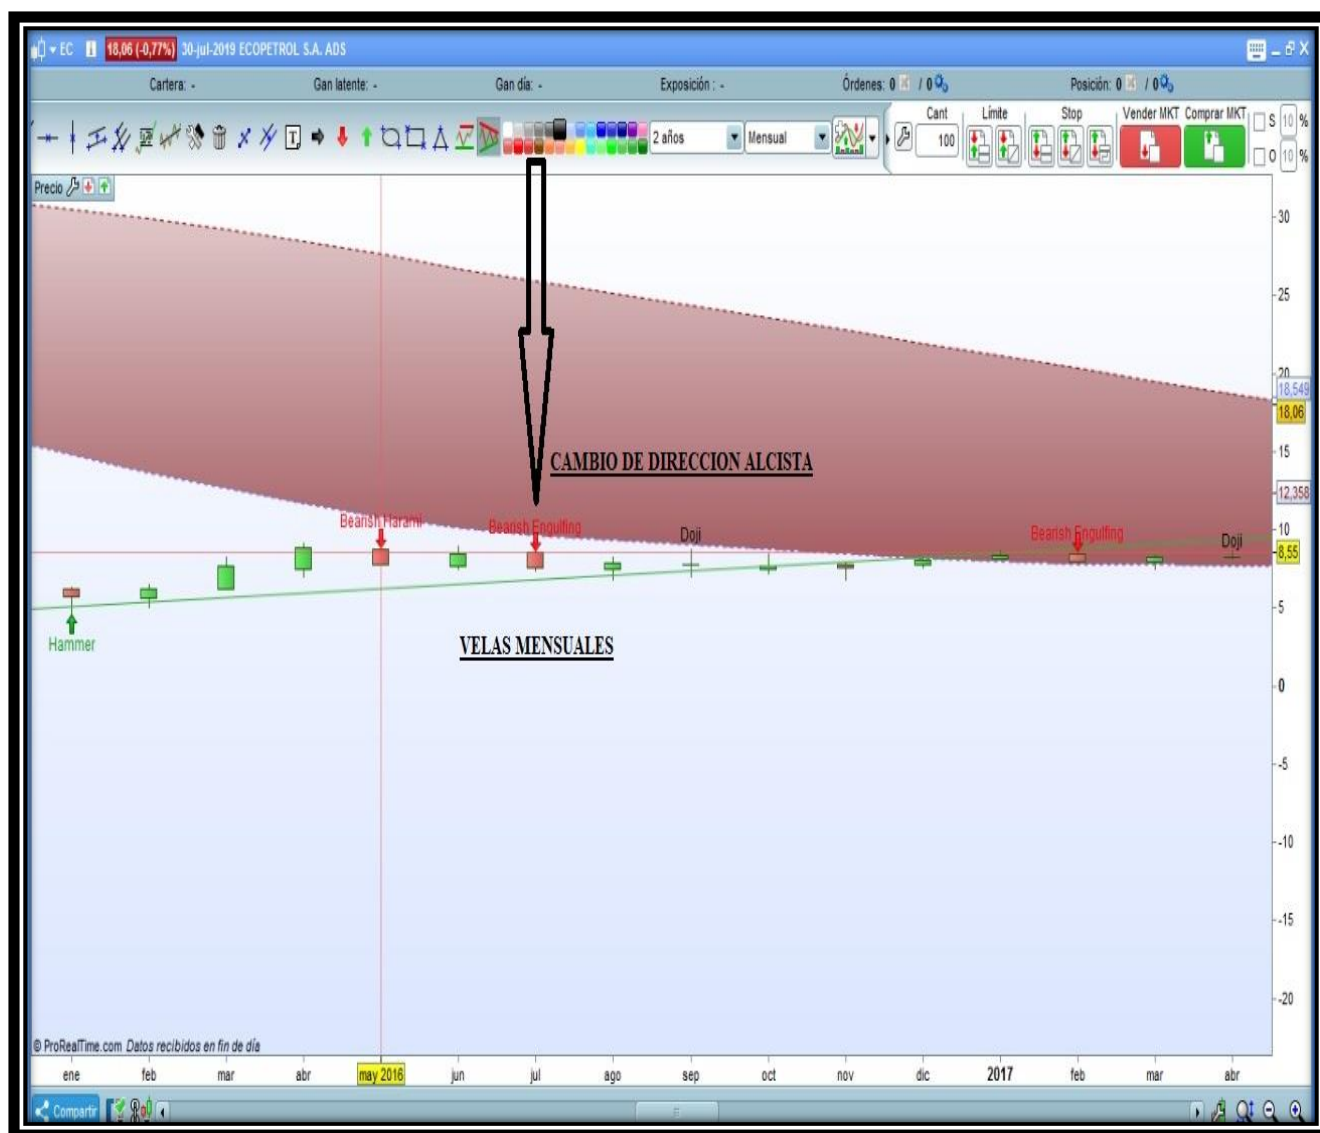 EC 18,06 (-0,77%) 30-jul-2019 ECOPETROL S.A. ADS
Cartera: - Gan latente: - Gan día: - Exposición : - Órdenes: 0 / 0 Posición: 0 / 0
T 2 años Mensual Cant 100 Límite Stop Vender MKT Comprar MKT S 10 %
O 10 %
Precio
30
25
20
18,549
18,06
15
12,358
10
8,55
5
0
-5
-10
-15
-20
CAMBIO DE DIRECCION ALCISTA
Bearish Harami
Bearish Engulfing
Doji
Bearish Engulfing
Doji
Hammer
VELAS MENSUALES
© ProRealTime.com Datos recibidos en fin de día
ene feb mar abr may 2016 jun jul ago sep oct nov dic 2017 feb mar abr
Compartir